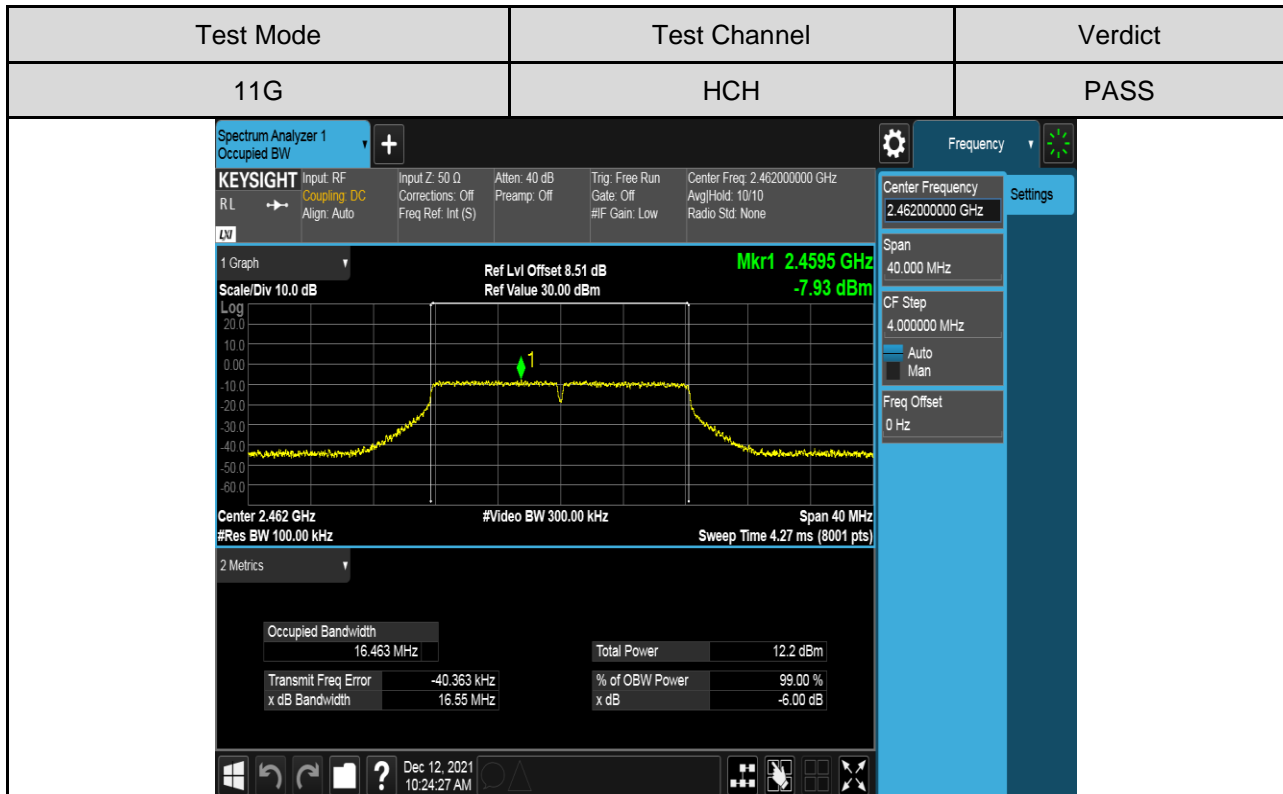 Test Mode Test Channel Verdict
11G HCH PASS
Spectrum Analyzer 1
Occupied BW
+
Frequency
KEYSIGHT Input: RF Input Z: 50 Ω Atten: 40 dB Trig: Free Run Center Freq: 2.462000000 GHz
RL Coupling: DC Corrections: Off Preamp: Off Gate: Off Avg|Hold: 10/10
Align: Auto Freq Ref: Int (S) #IF Gain: Low Radio Std: None
LXI
Center Frequency
2.462000000 GHz
Settings
Span
40.000 MHz
CF Step
4.000000 MHz
Auto
Man
Freq Offset
0 Hz
1 Graph Ref Lvl Offset 8.51 dB Mkr1 2.4595 GHz
Scale/Div 10.0 dB Ref Value 30.00 dBm -7.93 dBm
Log
20.0
10.0
0.00
-10.0
-20.0
-30.0
-40.0
-50.0
-60.0
1
Center 2.462 GHz #Video BW 300.00 kHz Span 40 MHz
#Res BW 100.00 kHz Sweep Time 4.27 ms (8001 pts)
2 Metrics
Occupied Bandwidth
16.463 MHz Total Power 12.2 dBm
Transmit Freq Error -40.363 kHz % of OBW Power 99.00 %
x dB Bandwidth 16.55 MHz x dB -6.00 dB
? Dec 12, 2021
10:24:27 AM